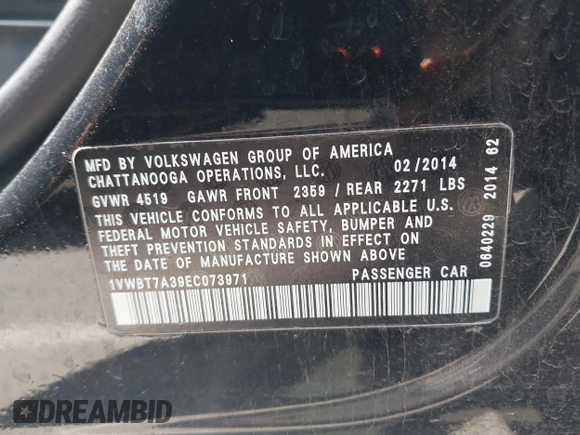 MFD BY VOLKSWAGEN GROUP OF AMERICA
CHATTANOOGA OPERATIONS, LLC. 02/2014
GVWR 4519 GAWR FRONT 2359 / REAR 2271 LBS
THIS VEHICLE CONFORMS TO ALL APPLICABLE U.S.
FEDERAL MOTOR VEHICLE SAFETY, BUMPER AND
THEFT PREVENTION STANDARDS IN EFFECT ON
THE DATE OF MANUFACTURE SHOWN ABOVE
1VWBT7A39EC073971 PASSENGER CAR
0640229 2014 62
DREAMBID